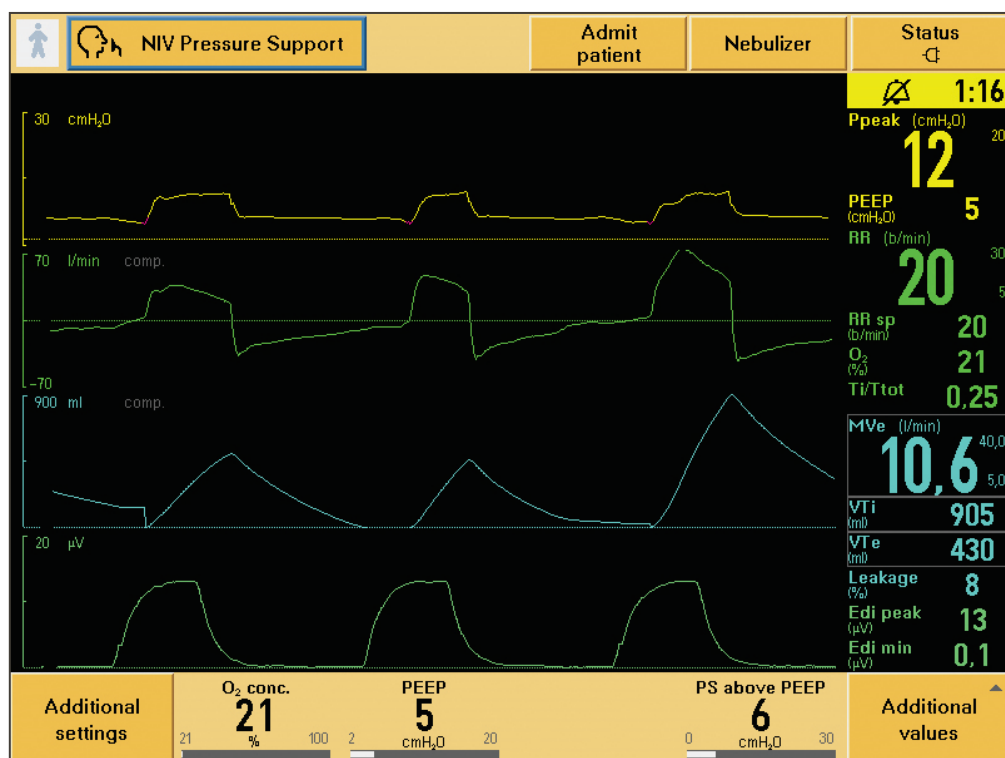 NIV Pressure Support
Admit
patient
Nebulizer
Status
1:16
30 cmH₂O
Ppeak (cmH₂O)
20
12
PEEP
(cmH₂O)
5
RR (b/min)
30
20
5
70 l/min comp.
-70
RR sp
(b/min)
20
O₂
(%)
21
Ti/Ttot
0,25
900 ml comp.
MVe (l/min)
40,0
10,6
5,0
VTi
(ml)
905
VTe
(ml)
430
20 µV
Leakage
(%)
8
Edi peak
(µV)
13
Edi min
(µV)
0,1
Additional
settings
O₂ conc.
21
21 % 100
PEEP
5
2 cmH₂O 20
PS above PEEP
6
0 cmH₂O 30
Additional
values